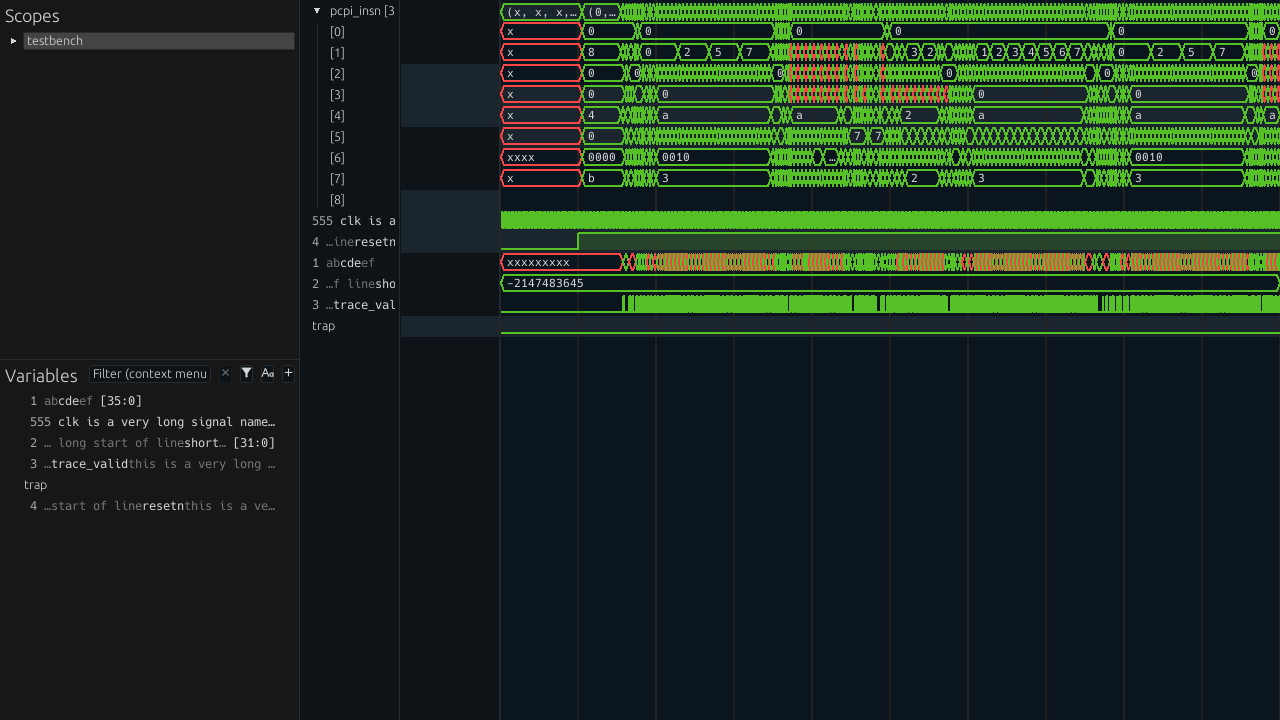 Scopes
testbench
Variables
Filter (context menu
1 abcdeef [35:0]
555 clk is a very long signal name…
2 … long start of lineshort… [31:0]
3 …trace_validthis is a very long …
trap
4 …start of lineresetnthis is a ve…
pcpi_insn [3
[0]
[1]
[2]
[3]
[4]
[5]
[6]
[7]
[8]
555 clk is a
4 …ineresetn
1 abcdeef
2 …f linesho
3 …trace_val
trap
(x, x, x,… (0,…
x 0 0 0 0 0 0
x 8 0 2 5 7 3 2 1 2 3 4 5 6 7 0 2 5 7
x 0 0 0 0 0 0
x 0 0 0 0
x 4 a a 2 a a a
x 0 7 7
xxxx 0000 0010 … 0010
x b 3 2 3 3
xxxxxxxxx
-2147483645